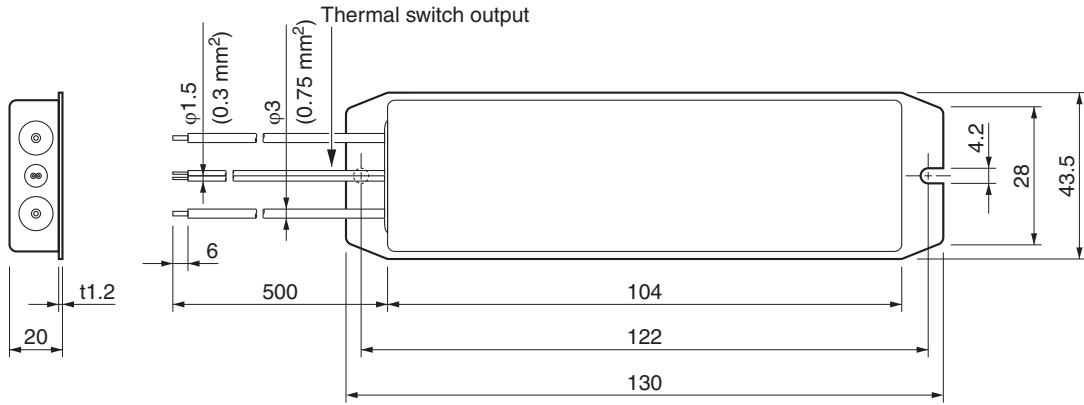 Thermal switch output
φ1.5
(0.3 mm²)
φ3
(0.75 mm²)
4.2
28
43.5
6
t1.2
500
104
20
122
130